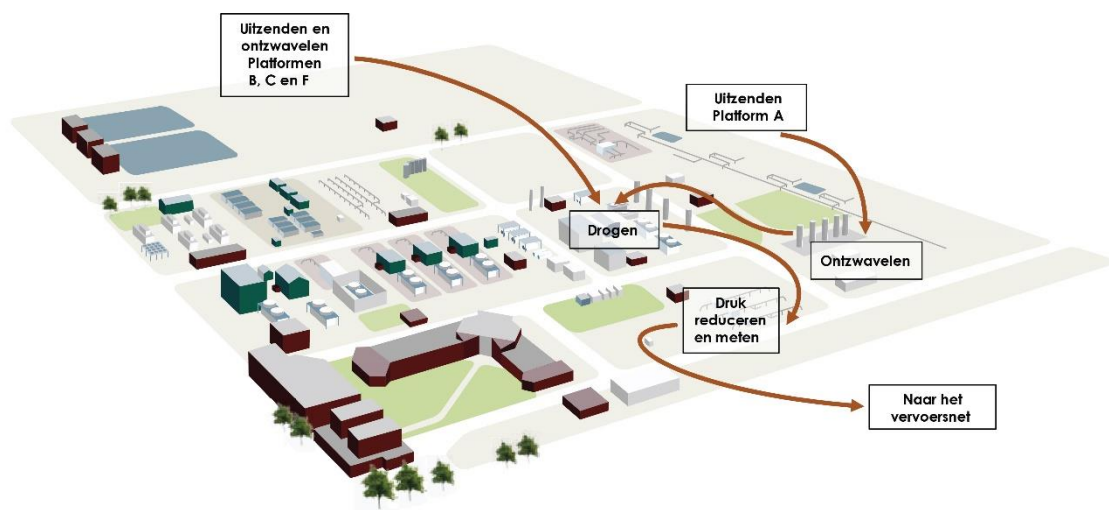 Uitzenden en
ontzwavelen
Platformen
B, C en F
Uitzenden
Platform A
Drogen
Ontzwavelen
Druk
reduceren
en meten
Naar het
vervoersnet